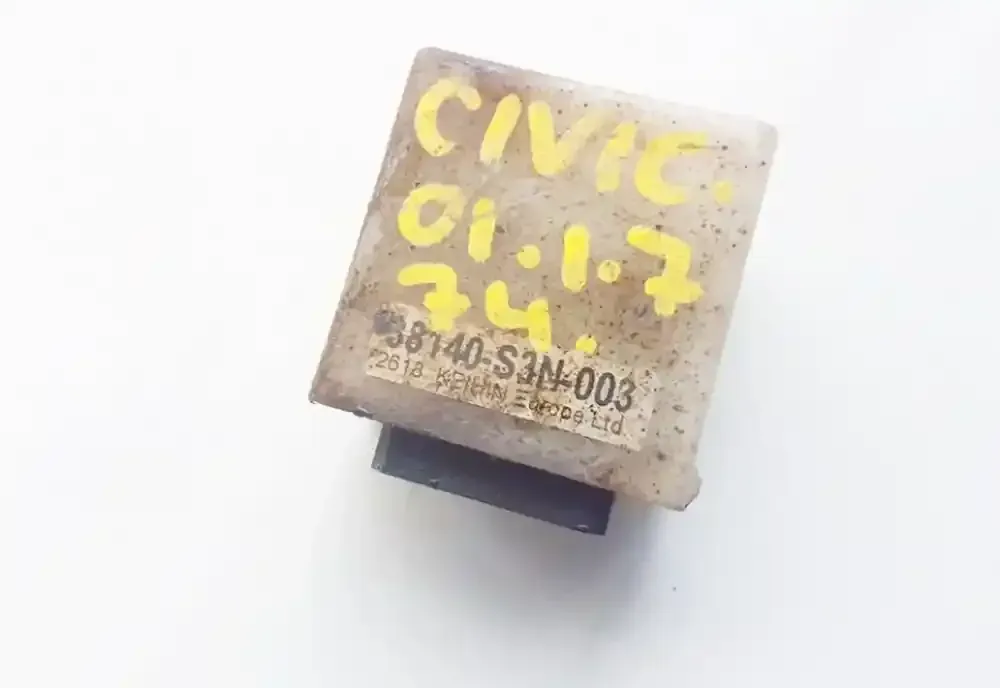 CIVIC.
01.1.7
74.
38140-S3N-003
2618 KEIHIN Europe Ltd.